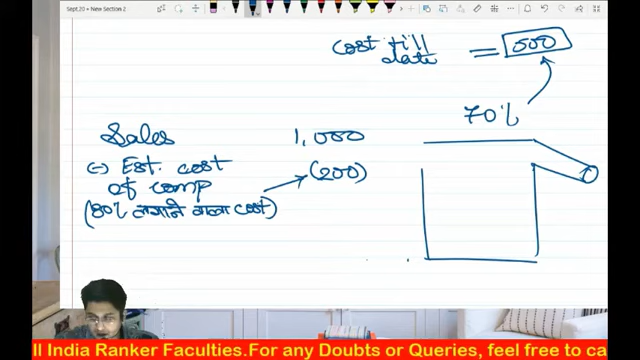 Sept.20 + New Section 2
cost till
date = 500
70%
Sales 1,000
(-) Est. cost (200)
of comp
(30% लगाने वाला cost)
ll India Ranker Faculties.For any Doubts or Queries, feel free to ca